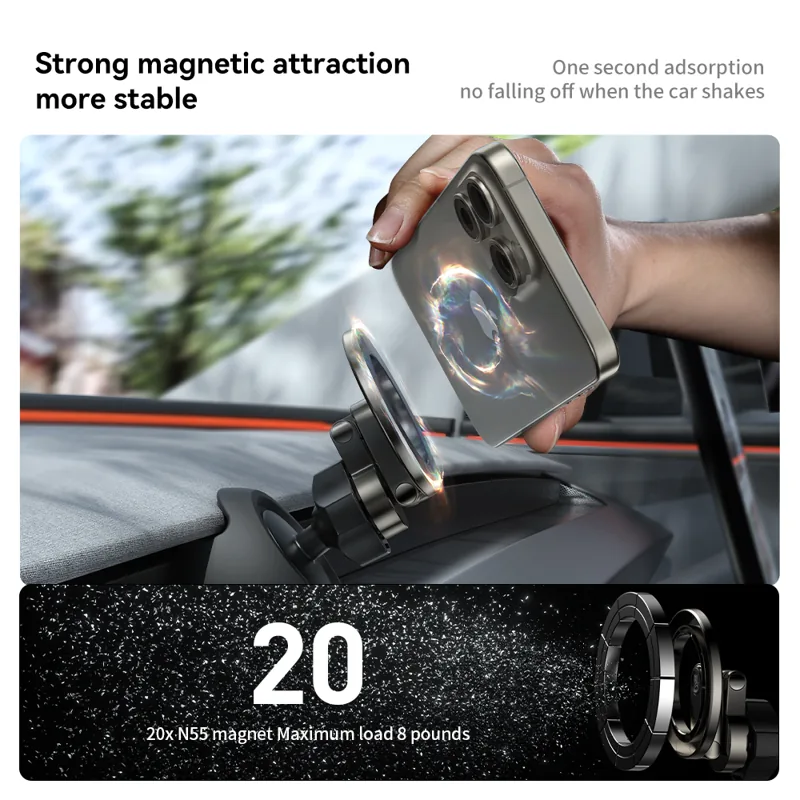 Strong magnetic attraction
more stable
One second adsorption
no falling off when the car shakes
20
20x N55 magnet Maximum load 8 pounds